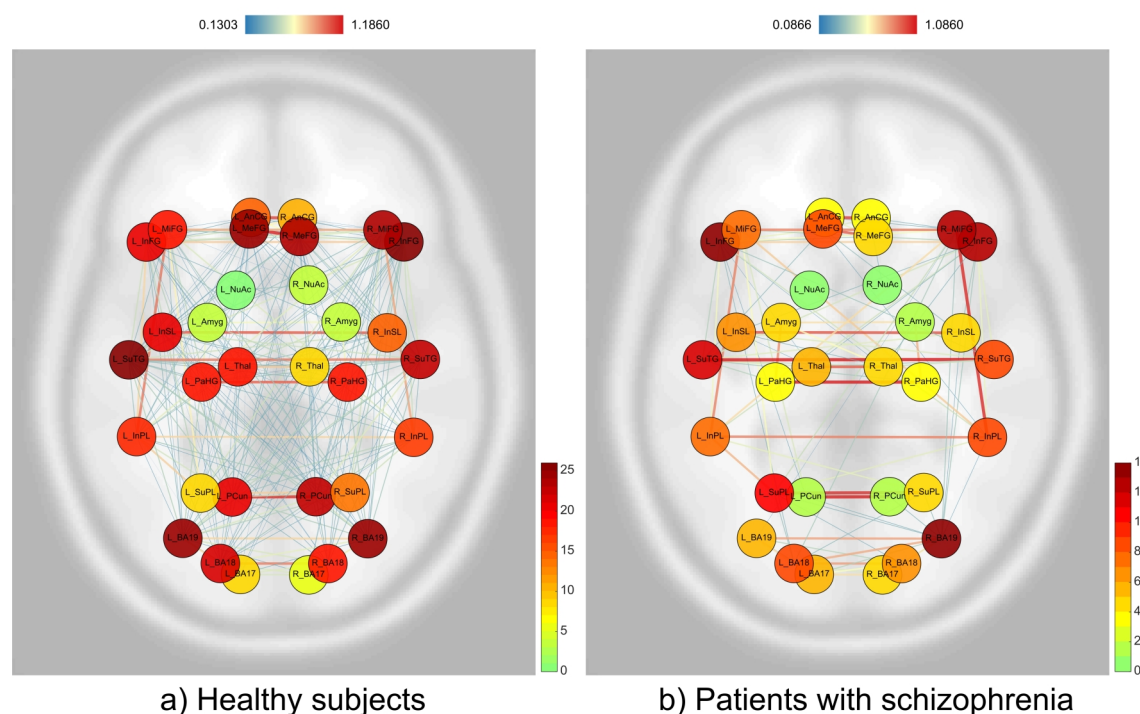 0.1303 1.1860
0.0866 1.0860
L_AnCG R_AnCG
L_MiFG L_MeFG R_MiFG
L_InFG R_MeFG R_InFG
L_NuAc R_NuAc
L_Amyg R_Amyg
L_InSL R_InSL
L_SuTG L_Thal R_Thal R_SuTG
L_PaHG R_PaHG
L_InPL R_InPL
L_SuPL L_PCun R_PCun R_SuPL
L_BA19 R_BA19
L_BA18 R_BA18
L_BA17 R_BA17
25
20
15
10
5
0
L_AnCG R_AnCG
L_MiFG L_MeFG R_MiFG
L_InFG R_MeFG R_InFG
L_NuAc R_NuAc
L_Amyg R_Amyg
L_InSL R_InSL
L_SuTG L_Thal R_Thal R_SuTG
L_PaHG R_PaHG
L_InPL R_InPL
L_SuPL L_PCun R_PCun R_SuPL
L_BA19 R_BA19
L_BA18 R_BA18
L_BA17 R_BA17
8
6
4
2
0
a) Healthy subjects
b) Patients with schizophrenia